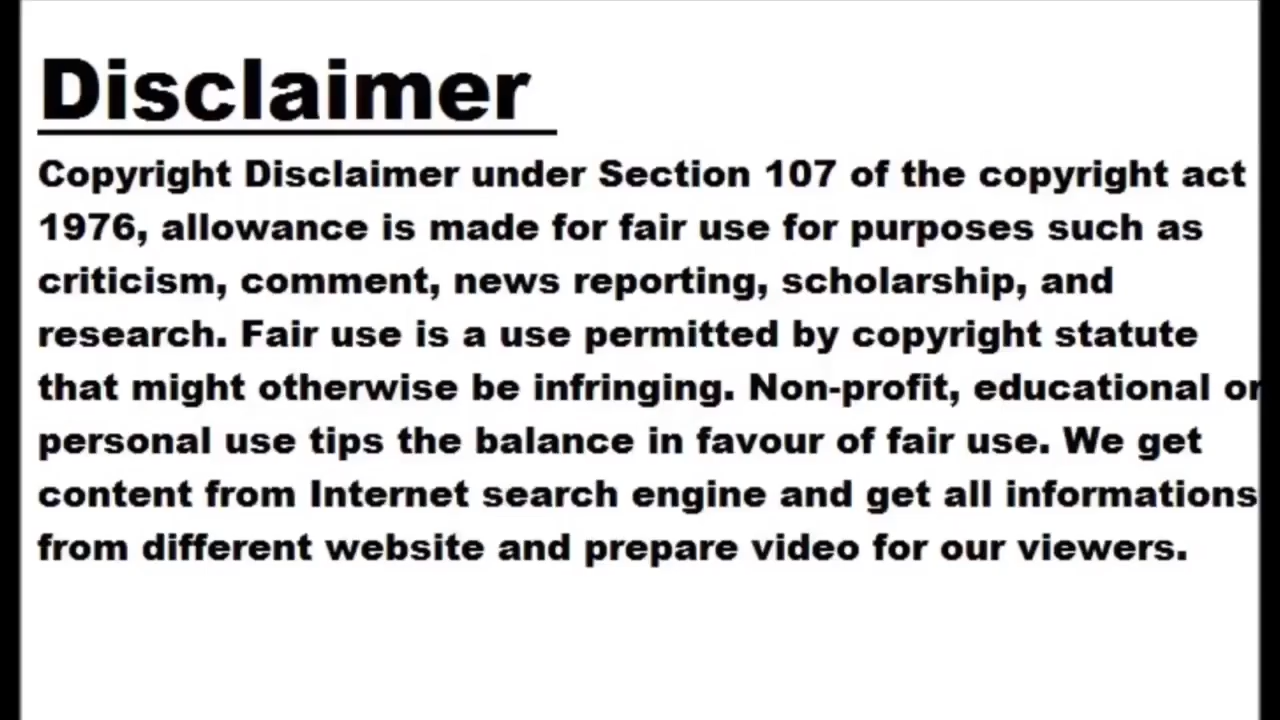 Disclaimer
Copyright Disclaimer under Section 107 of the copyright act
1976, allowance is made for fair use for purposes such as
criticism, comment, news reporting, scholarship, and
research. Fair use is a use permitted by copyright statute
that might otherwise be infringing. Non-profit, educational or
personal use tips the balance in favour of fair use. We get
content from Internet search engine and get all informations
from different website and prepare video for our viewers.